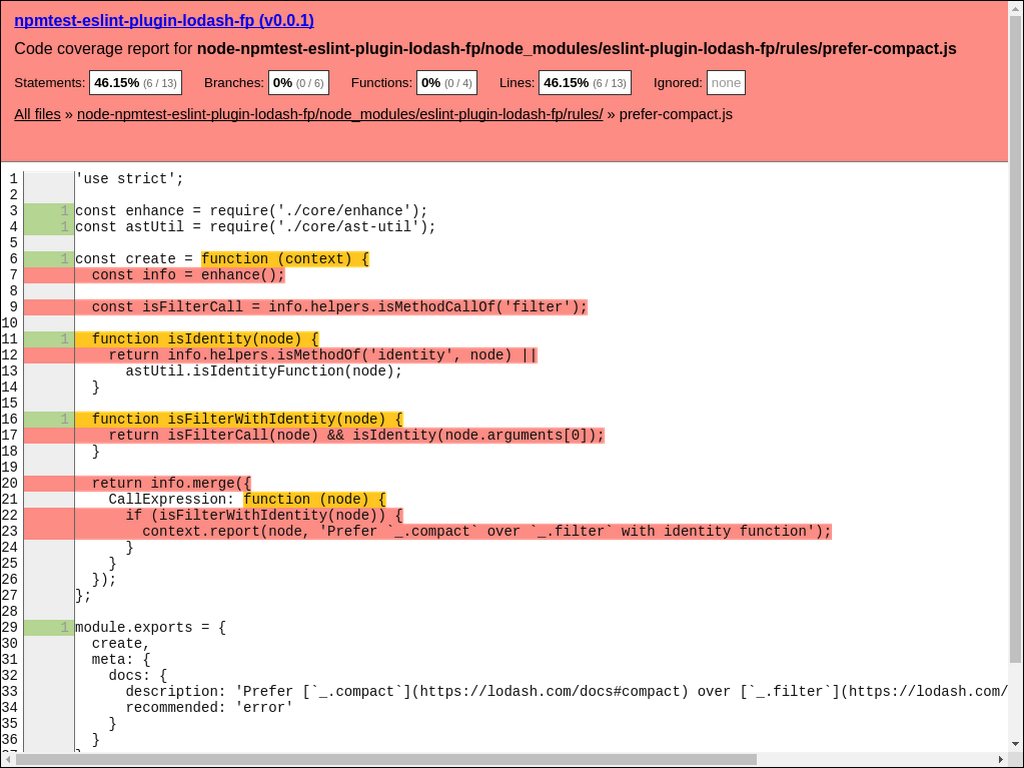 npmtest-eslint-plugin-lodash-fp (v0.0.1)
Code coverage report for node-npmtest-eslint-plugin-lodash-fp/node_modules/eslint-plugin-lodash-fp/rules/prefer-compact.js
Statements: 46.15% (6 / 13) Branches: 0% (0 / 6) Functions: 0% (0 / 4) Lines: 46.15% (6 / 13) Ignored: none
All files » node-npmtest-eslint-plugin-lodash-fp/node_modules/eslint-plugin-lodash-fp/rules/ » prefer-compact.js
1 'use strict';
2
3 1 const enhance = require('./core/enhance');
4 1 const astUtil = require('./core/ast-util');
5
6 1 const create = function (context) {
7 const info = enhance();
8
9 const isFilterCall = info.helpers.isMethodCallOf('filter');
10
11 1 function isIdentity(node) {
12 return info.helpers.isMethodOf('identity', node) ||
13 astUtil.isIdentityFunction(node);
14 }
15
16 1 function isFilterWithIdentity(node) {
17 return isFilterCall(node) && isIdentity(node.arguments[0]);
18 }
19
20 return info.merge({
21 CallExpression: function (node) {
22 if (isFilterWithIdentity(node)) {
23 context.report(node, 'Prefer `_.compact` over `_.filter` with identity function');
24 }
25 }
26 });
27 };
28
29 1 module.exports = {
30 create,
31 meta: {
32 docs: {
33 description: 'Prefer [`_.compact`](https://lodash.com/docs#compact) over [`_.filter`](https://lodash.com/
34 recommended: 'error'
35 }
36 }